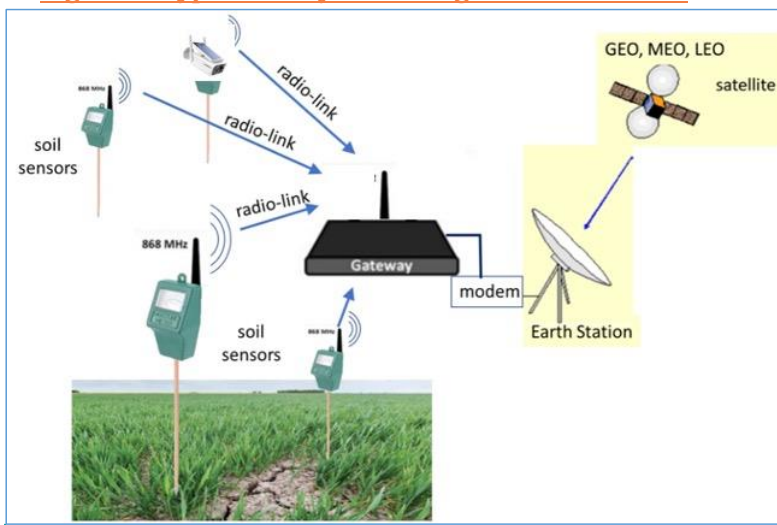 GEO, MEO, LEO
satellite
868 MHz
soil
sensors
radio-link
radio-link
radio-link
868 MHz
Gateway
modem
Earth Station
soil
sensors
868 MHz